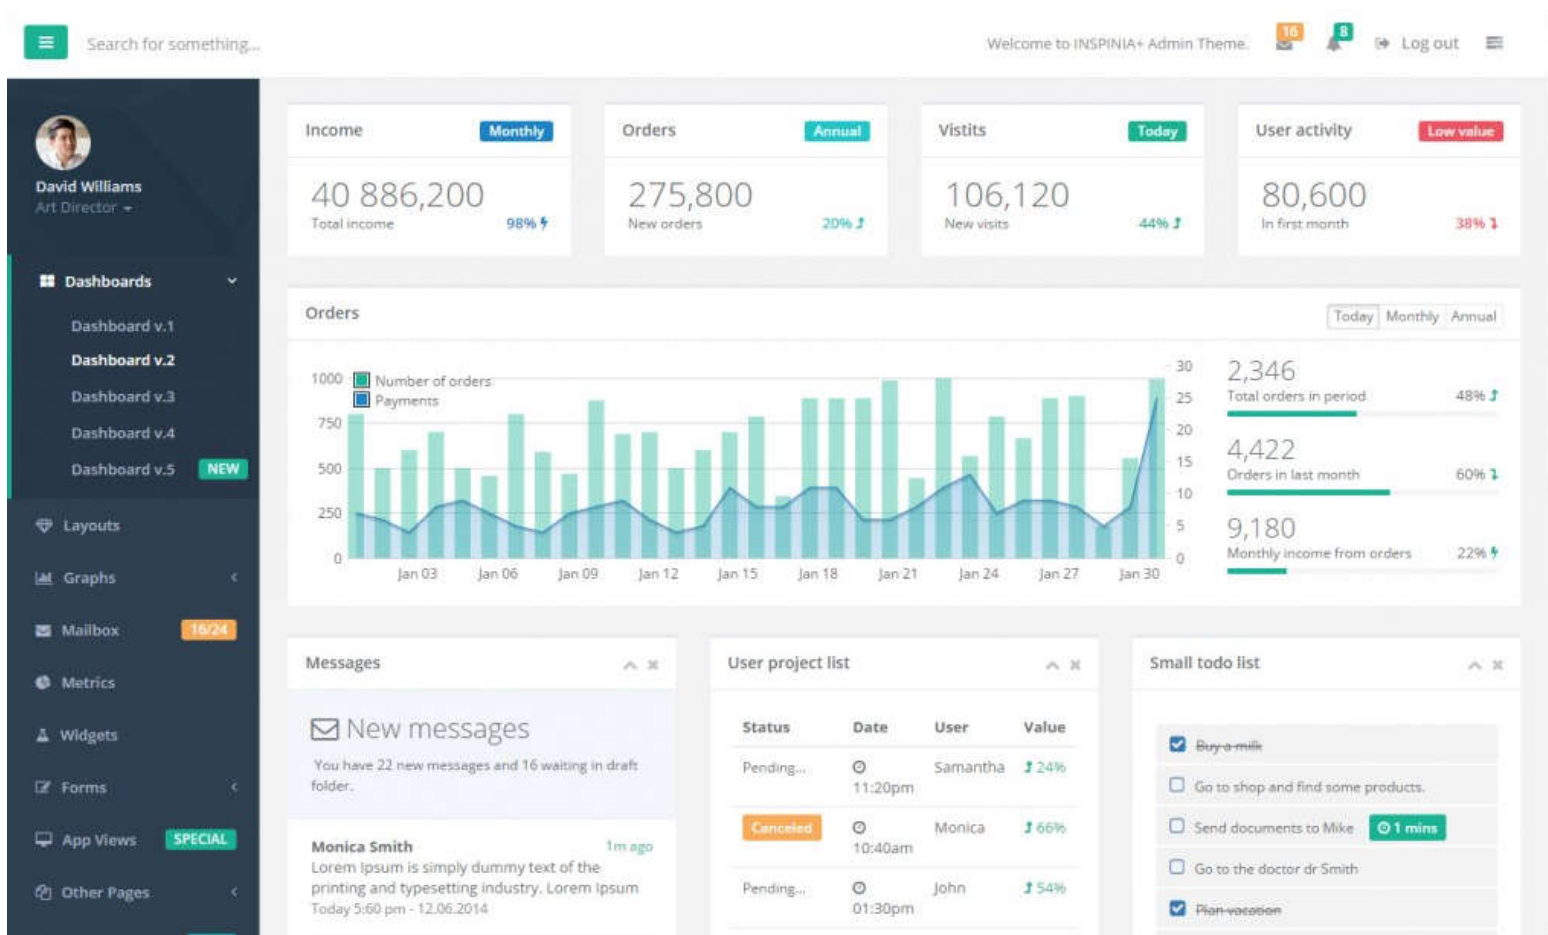 Search for something...
Welcome to INSPINIA+ Admin Theme.
16
8
Log out
David Williams
Art Director
Dashboards
Dashboard v.1
Dashboard v.2
Dashboard v.3
Dashboard v.4
Dashboard v.5 NEW
Layouts
Graphs
Mailbox 16/24
Metrics
Widgets
Forms
App Views SPECIAL
Other Pages
Income Monthly
40 886,200
Total income 98%
Orders Annual
275,800
New orders 20%
Vistits Today
106,120
New visits 44%
User activity Low value
80,600
In first month 38%
Orders
Today Monthly Annual
Number of orders
Payments
1000
750
500
250
0
30
25
20
15
10
5
0
Jan 03 Jan 06 Jan 09 Jan 12 Jan 15 Jan 18 Jan 21 Jan 24 Jan 27 Jan 30
2,346
Total orders in period 48%
4,422
Orders in last month 60%
9,180
Monthly income from orders 22%
Messages
New messages
You have 22 new messages and 16 waiting in draft
folder.
Monica Smith 1m ago
Lorem Ipsum is simply dummy text of the
printing and typesetting industry. Lorem Ipsum
Today 5:60 pm - 12.06.2014
User project list
Status Date User Value
Pending... 11:20pm Samantha 24%
Canceled 10:40am Monica 66%
Pending... 01:30pm John 54%
Small todo list
Buy a milk
Go to shop and find some products.
Send documents to Mike 1 mins
Go to the doctor dr Smith
Plan vacation